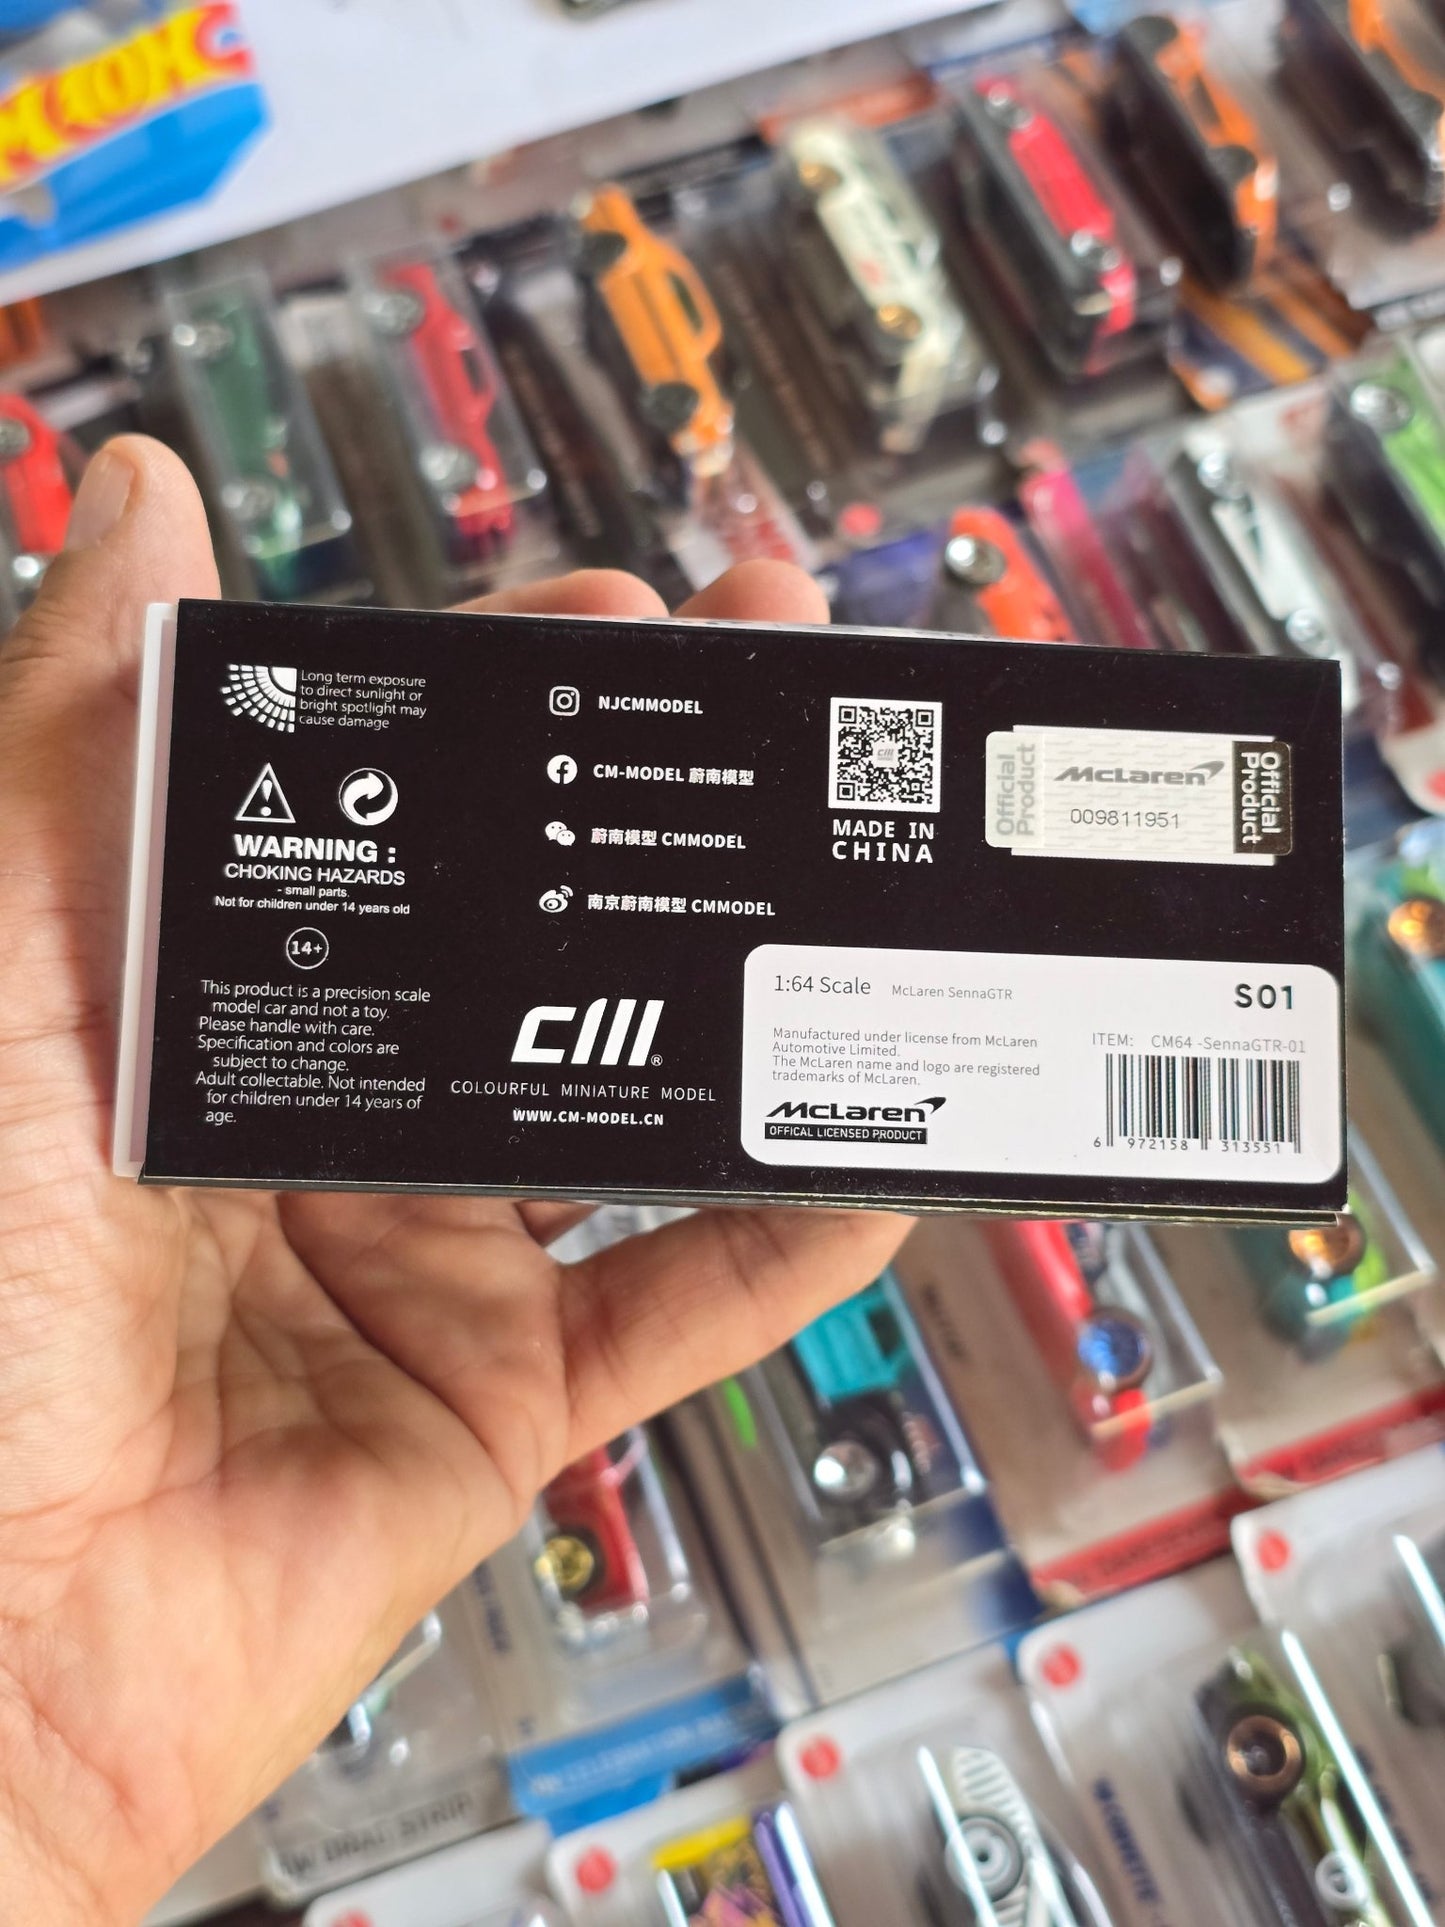 Long term exposure
to direct sunlight or
bright spotlight may
cause damage
WARNING :
CHOKING HAZARDS
- small parts.
Not for children under 14 years old
14+
This product is a precision scale
model car and not a toy.
Please handle with care.
Specification and colors are
subject to change.
Adult collectable. Not intended
for children under 14 years of
age.
NJCMMODEL
CM-MODEL 蔚南模型
蔚南模型 CMMODEL
南京蔚南模型 CMMODEL
CM®
COLOURFUL MINIATURE MODEL
WWW.CM-MODEL.CN
MADE IN
CHINA
Official
Product
McLaren
009811951
Official
Product
1:64 Scale McLaren SennaGTR
S01
Manufactured under license from McLaren
Automotive Limited.
The McLaren name and logo are registered
trademarks of McLaren.
McLaren
OFFICAL LICENSED PRODUCT
ITEM: CM64 -SennaGTR-01
6 972158 313551